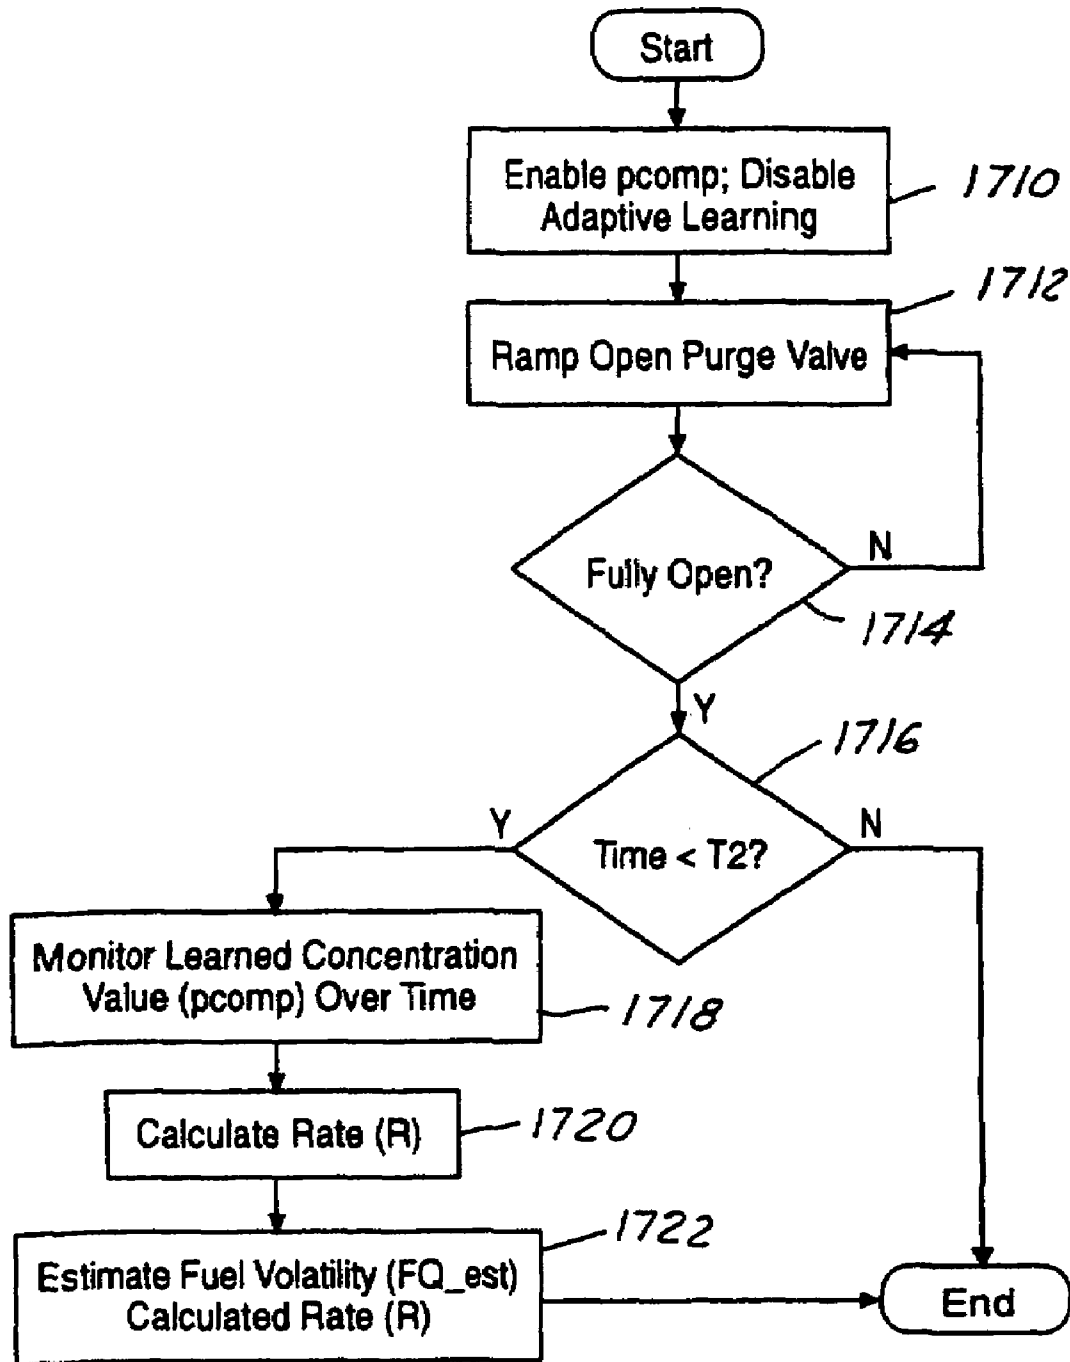 Start
Enable pcomp; Disable
Adaptive Learning
1710
1712
Ramp Open Purge Valve
N
Fully Open?
1714
Y
1716
Y
N
Time < T2?
Monitor Learned Concentration
Value (pcomp) Over Time
1718
Calculate Rate (R)
1720
1722
Estimate Fuel Volatility (FQ_est)
Calculated Rate (R)
End